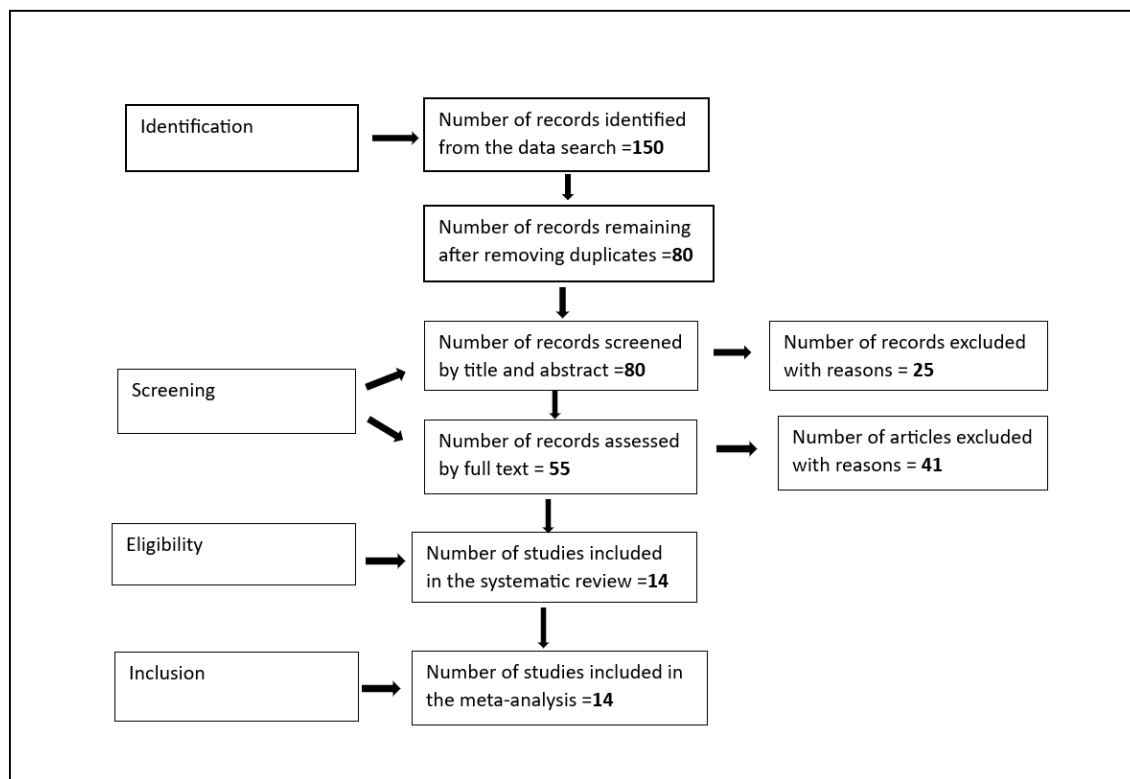 Identification
Number of records identified
from the data search =150
Number of records remaining
after removing duplicates =80
Screening
Number of records screened
by title and abstract =80
Number of records excluded
with reasons = 25
Number of records assessed
by full text = 55
Number of articles excluded
with reasons = 41
Eligibility
Number of studies included
in the systematic review =14
Inclusion
Number of studies included in
the meta-analysis =14